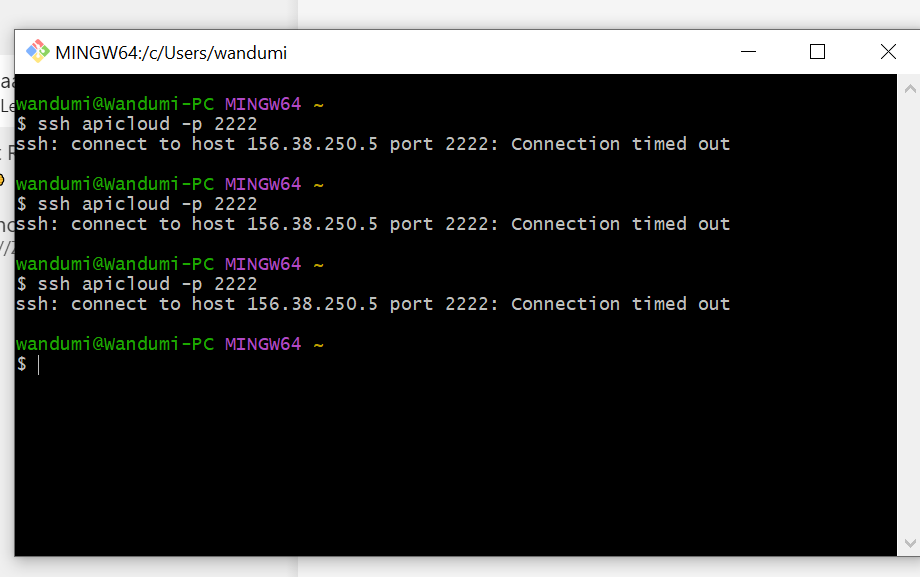 MINGW64:/c/Users/wandumi
wandumi@Wandumi-PC MINGW64 ~
$ ssh apicloud -p 2222
ssh: connect to host 156.38.250.5 port 2222: Connection timed out
wandumi@Wandumi-PC MINGW64 ~
$ ssh apicloud -p 2222
ssh: connect to host 156.38.250.5 port 2222: Connection timed out
wandumi@Wandumi-PC MINGW64 ~
$ ssh apicloud -p 2222
ssh: connect to host 156.38.250.5 port 2222: Connection timed out
wandumi@Wandumi-PC MINGW64 ~
$